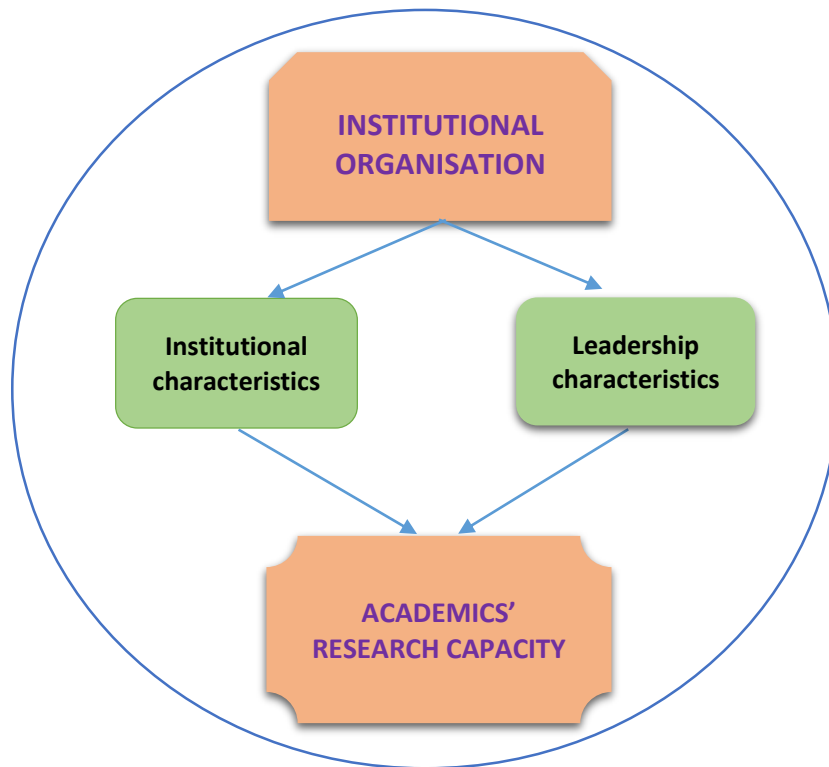 INSTITUTIONAL
ORGANISATION
Institutional
characteristics
Leadership
characteristics
ACADEMICS’
RESEARCH CAPACITY